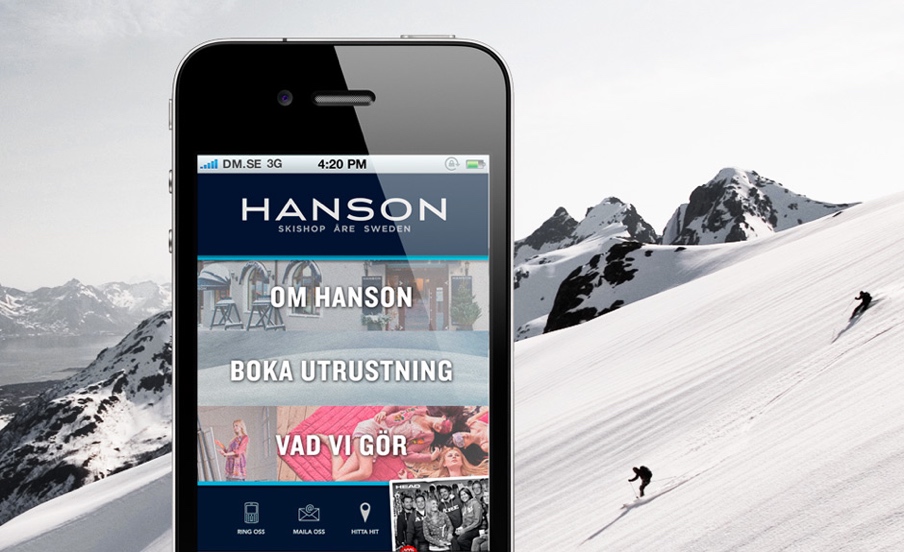 DM.SE 3G 4:20 PM
HANSON
SKISHOP ÅRE SWEDEN
OM HANSON
BOKA UTRUSTNING
VAD VI GÖR
HEAD
RING OSS MAILA OSS HITTA HIT